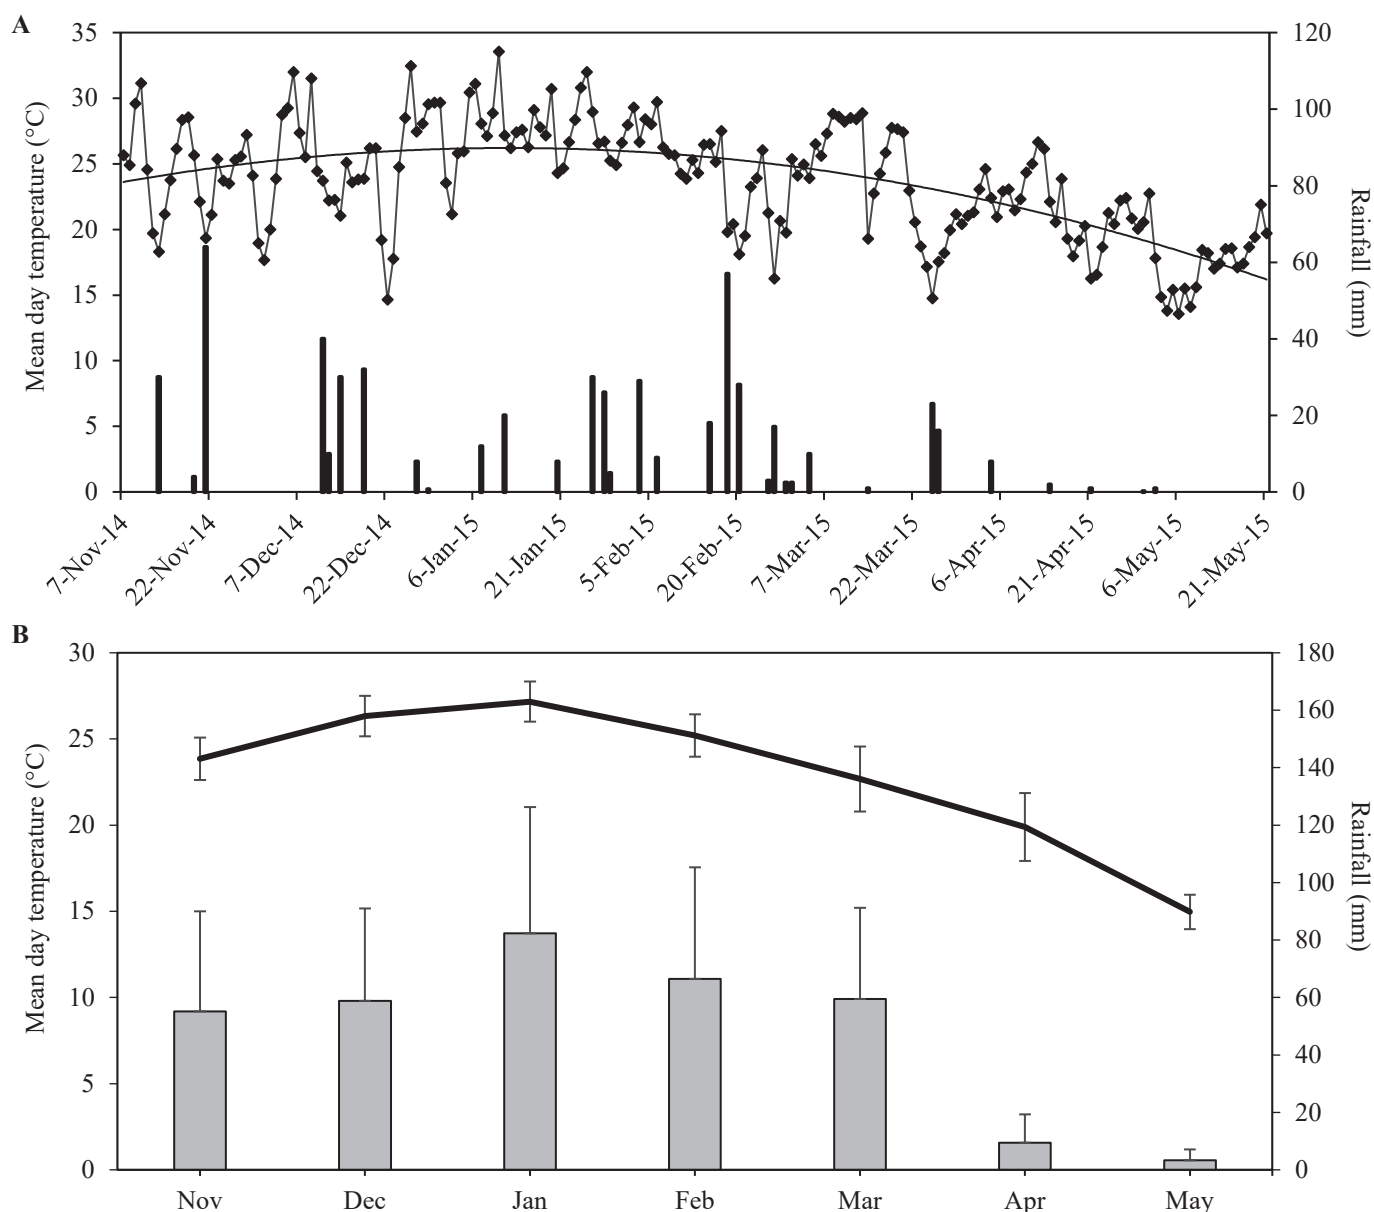 A
35
30
25
20
15
10
5
0
Mean day temperature (°C)
120
100
80
60
40
20
0
Rainfall (mm)
7-Nov-14
22-Nov-14
7-Dec-14
22-Dec-14
6-Jan-15
21-Jan-15
5-Feb-15
20-Feb-15
7-Mar-15
22-Mar-15
6-Apr-15
21-Apr-15
6-May-15
21-May-15
B
30
25
20
15
10
5
0
Mean day temperature (°C)
180
160
140
120
100
80
60
40
20
0
Rainfall (mm)
Nov Dec Jan Feb Mar Apr May